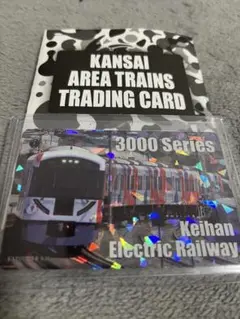 KANSAI
AREA TRAINS
TRADING CARD
3000 Series
Keihan
Electric Railway